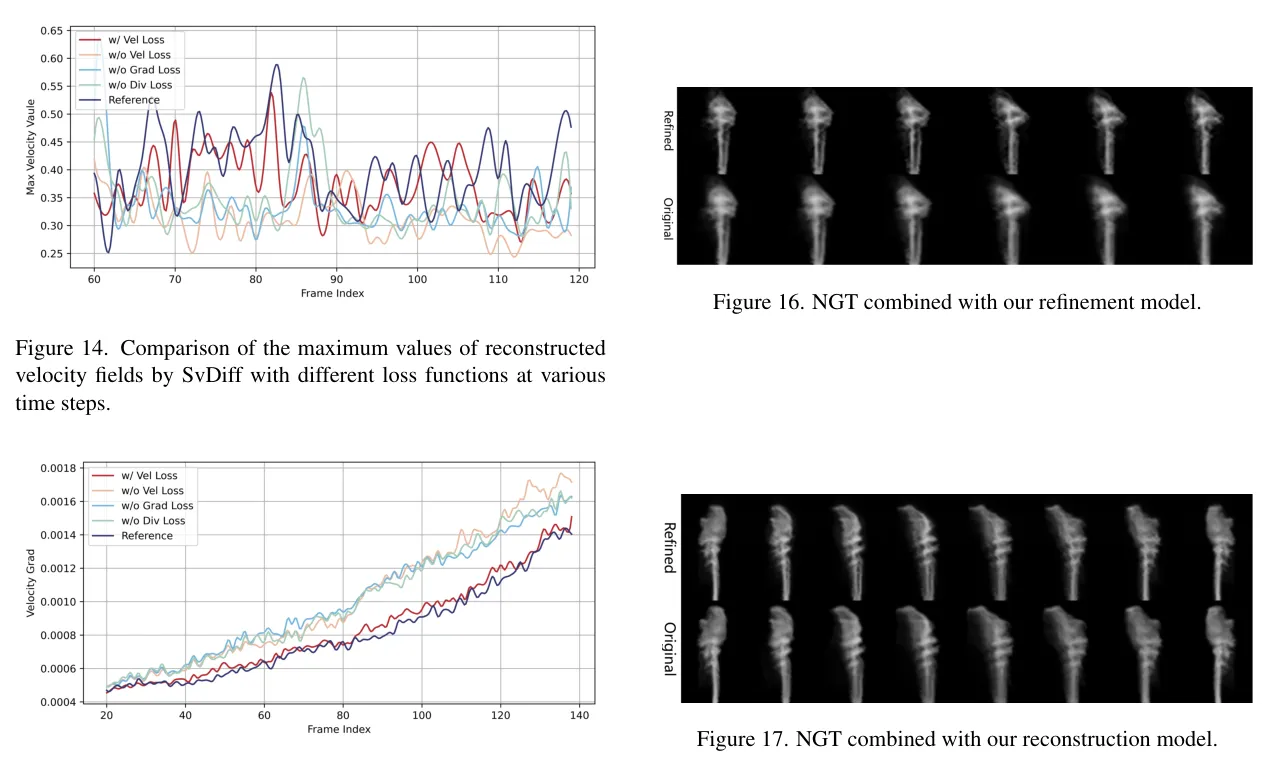 0.65
0.60
0.55
0.50
0.45
0.40
0.35
0.30
0.25
Max Velocity Vaule
w/ Vel Loss
w/o Vel Loss
w/o Grad Loss
w/o Div Loss
Reference
60 70 80 90 100 110 120
Frame Index
Figure 14. Comparison of the maximum values of reconstructed
velocity fields by SvDiff with different loss functions at various
time steps.
0.0018
0.0016
0.0014
0.0012
0.0010
0.0008
0.0006
0.0004
Velocity Grad
w/ Vel Loss
w/o Vel Loss
w/o Grad Loss
w/o Div Loss
Reference
20 40 60 80 100 120 140
Frame Index
Refined
Original
Figure 16. NGT combined with our refinement model.
Refined
Original
Figure 17. NGT combined with our reconstruction model.